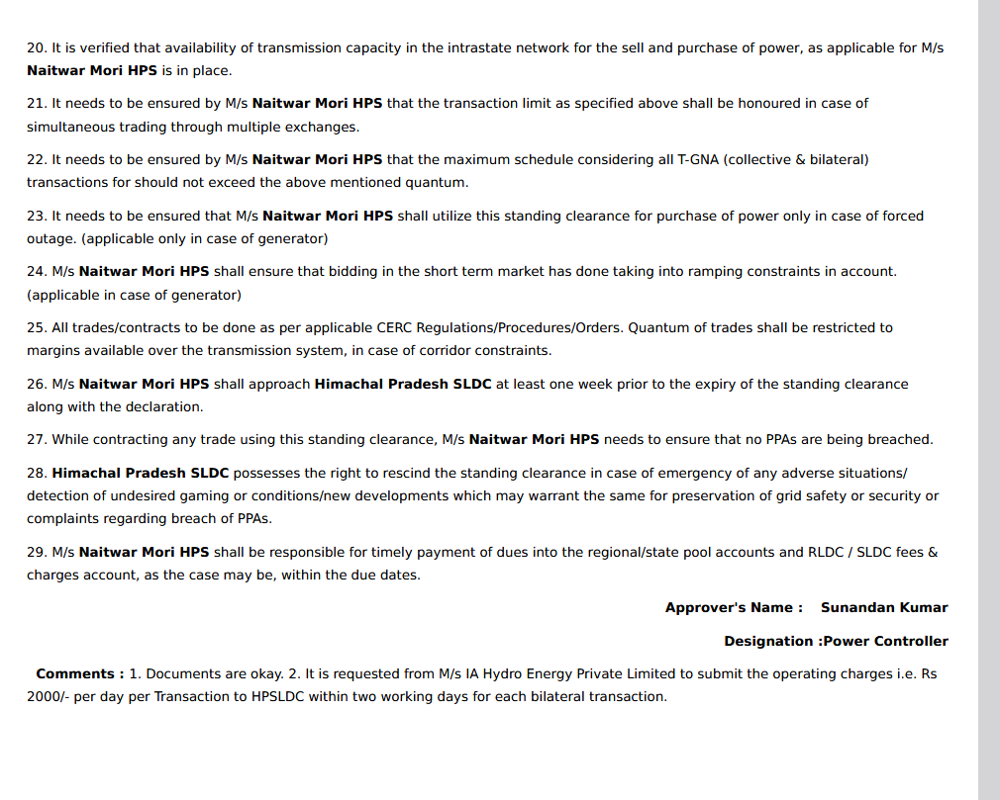 20. It is verified that availability of transmission capacity in the intrastate network for the sell and purchase of power, as applicable for M/s
Naitwar Mori HPS is in place.
21. It needs to be ensured by M/s Naitwar Mori HPS that the transaction limit as specified above shall be honoured in case of
simultaneous trading through multiple exchanges.
22. It needs to be ensured by M/s Naitwar Mori HPS that the maximum schedule considering all T-GNA (collective & bilateral)
transactions for should not exceed the above mentioned quantum.
23. It needs to be ensured that M/s Naitwar Mori HPS shall utilize this standing clearance for purchase of power only in case of forced
outage. (applicable only in case of generator)
24. M/s Naitwar Mori HPS shall ensure that bidding in the short term market has done taking into ramping constraints in account.
(applicable in case of generator)
25. All trades/contracts to be done as per applicable CERC Regulations/Procedures/Orders. Quantum of trades shall be restricted to
margins available over the transmission system, in case of corridor constraints.
26. M/s Naitwar Mori HPS shall approach Himachal Pradesh SLDC at least one week prior to the expiry of the standing clearance
along with the declaration.
27. While contracting any trade using this standing clearance, M/s Naitwar Mori HPS needs to ensure that no PPAs are being breached.
28. Himachal Pradesh SLDC possesses the right to rescind the standing clearance in case of emergency of any adverse situations/
detection of undesired gaming or conditions/new developments which may warrant the same for preservation of grid safety or security or
complaints regarding breach of PPAs.
29. M/s Naitwar Mori HPS shall be responsible for timely payment of dues into the regional/state pool accounts and RLDC / SLDC fees &
charges account, as the case may be, within the due dates.
Approver's Name : Sunandan Kumar
Designation :Power Controller
Comments : 1. Documents are okay. 2. It is requested from M/s IA Hydro Energy Private Limited to submit the operating charges i.e. Rs
2000/- per day per Transaction to HPSLDC within two working days for each bilateral transaction.